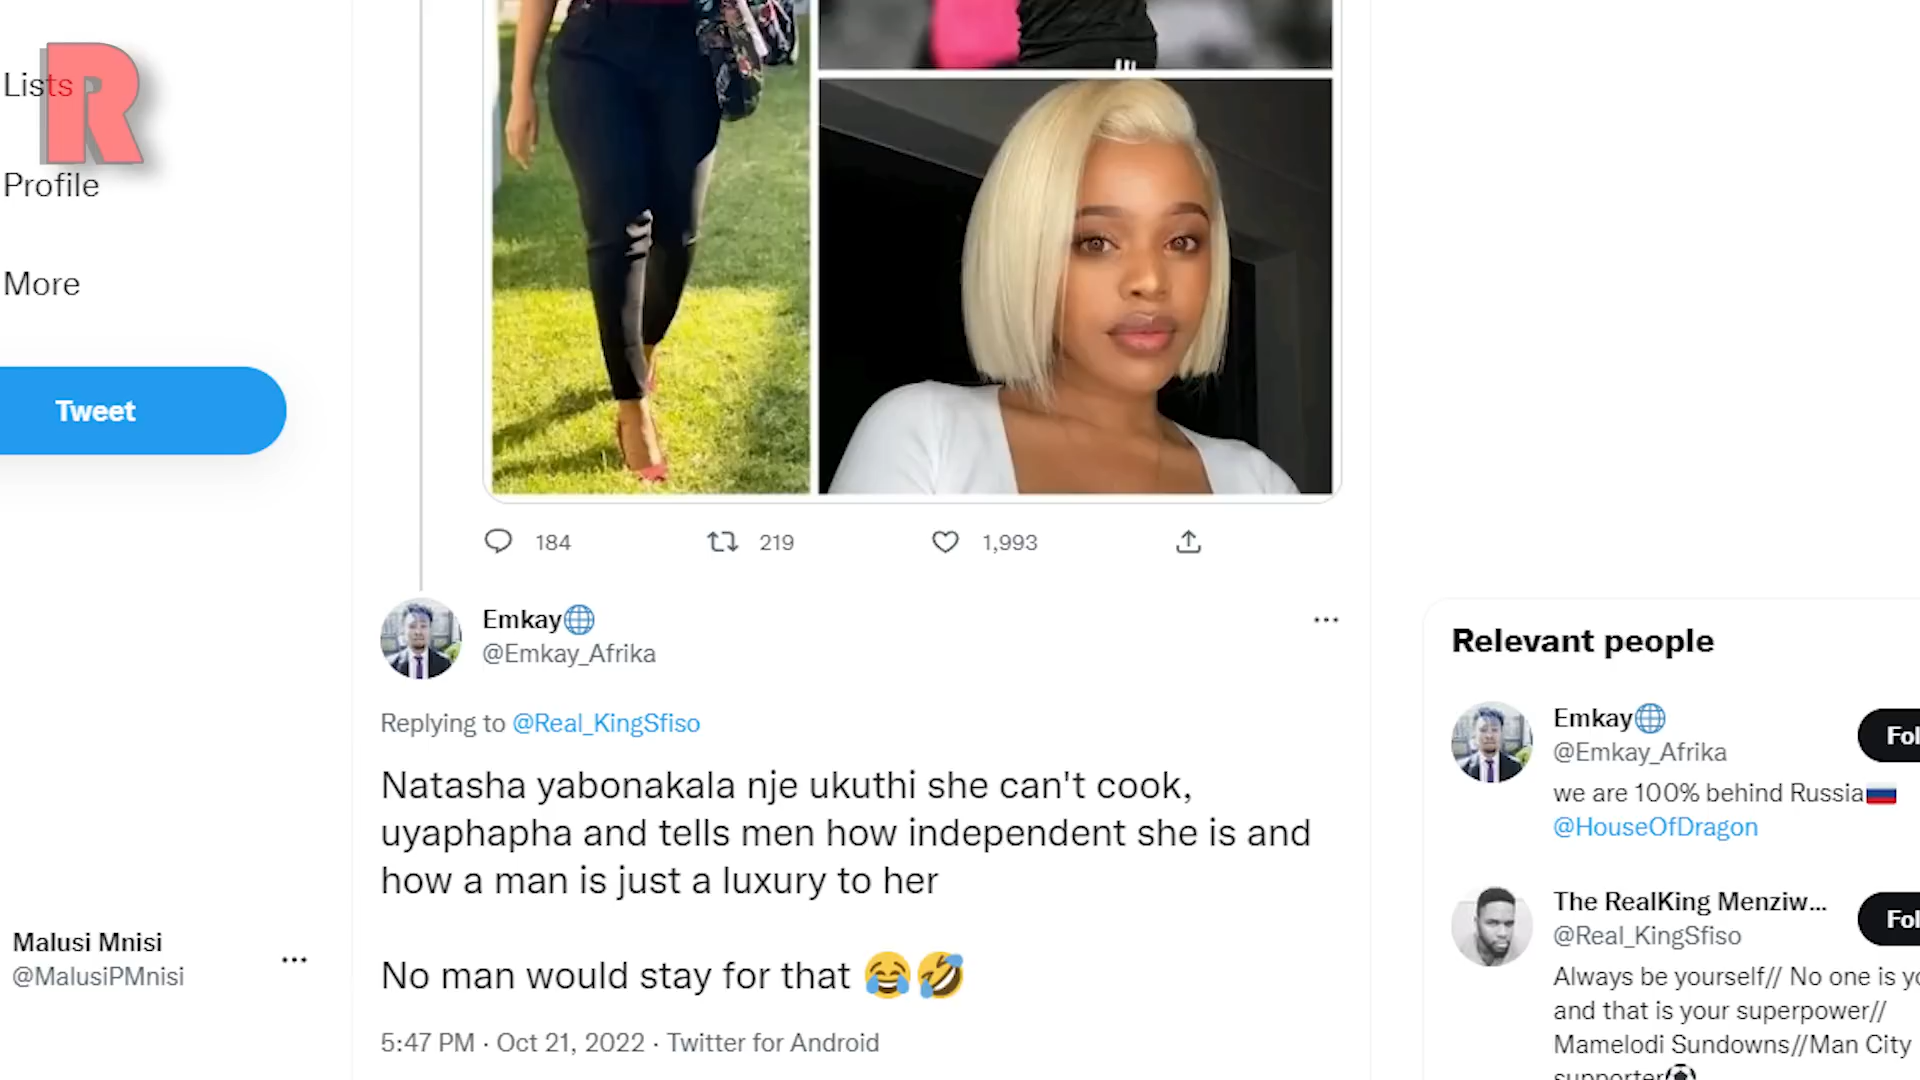 Lists
R
Profile
More
Tweet
184 219 1,993
Emkay
@Emkay_Afrika
Replying to @Real_KingSfiso
Natasha yabonakala nje ukuthi she can't cook,
uyaphapha and tells men how independent she is and
how a man is just a luxury to her
No man would stay for that 😂🤣
5:47 PM · Oct 21, 2022 · Twitter for Android
Malusi Mnisi
@MalusiPMnisi
Relevant people
Emkay
@Emkay_Afrika
Fol
we are 100% behind Russia🇷🇺
@HouseOfDragon
The RealKing Menziw...
@Real_KingSfiso
Fol
Always be yourself// No one is yo
and that is your superpower//
Mamelodi Sundowns//Man City
supporter⚽